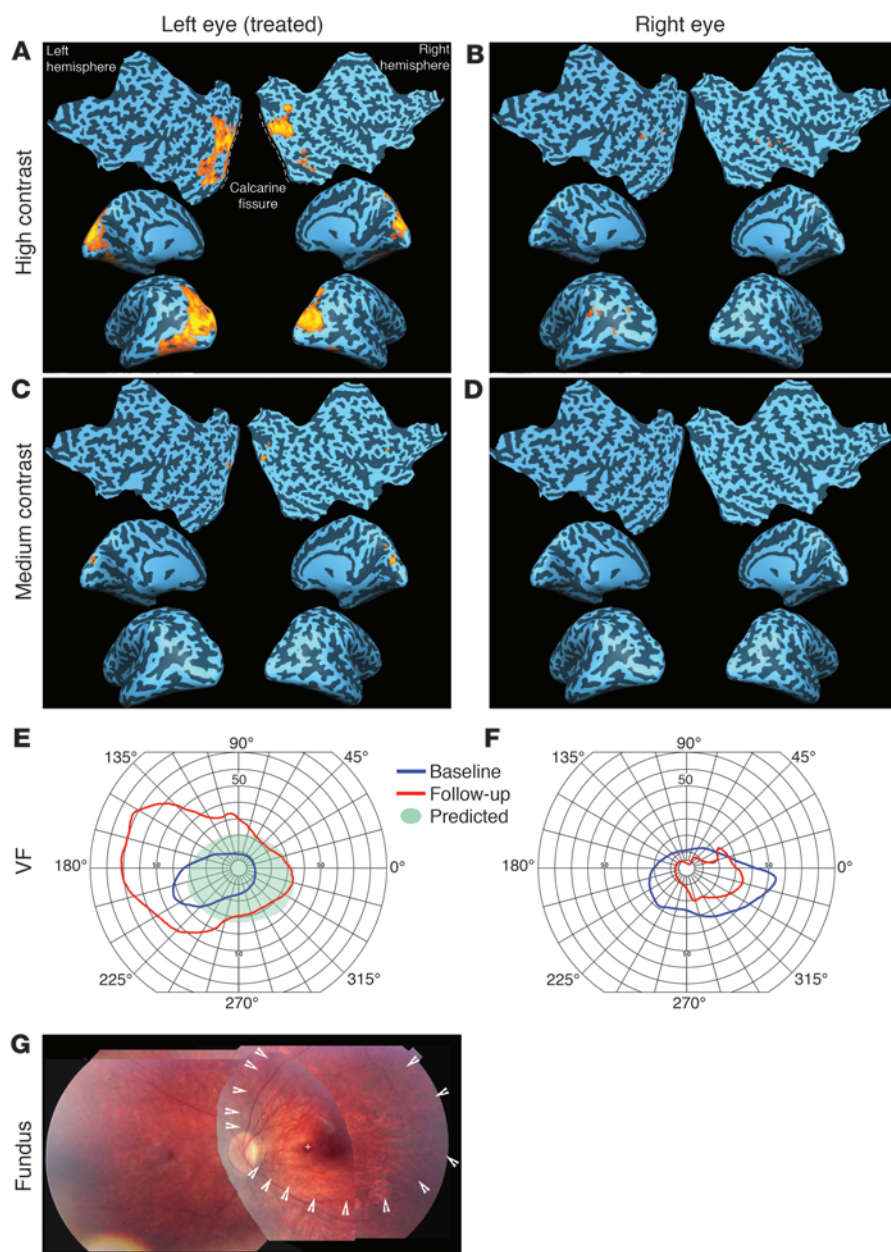 Left eye (treated)
Right eye
A
Left
hemisphere
Right
hemisphere
B
High contrast
Calcarine
fissure
C
D
Medium contrast
E
F
VF
90°
135°
45°
50
180°
50
50
0°
50
225°
315°
270°
Baseline
Follow-up
Predicted
90°
135°
45°
50
180°
50
50
0°
50
225°
315°
270°
G
Fundus